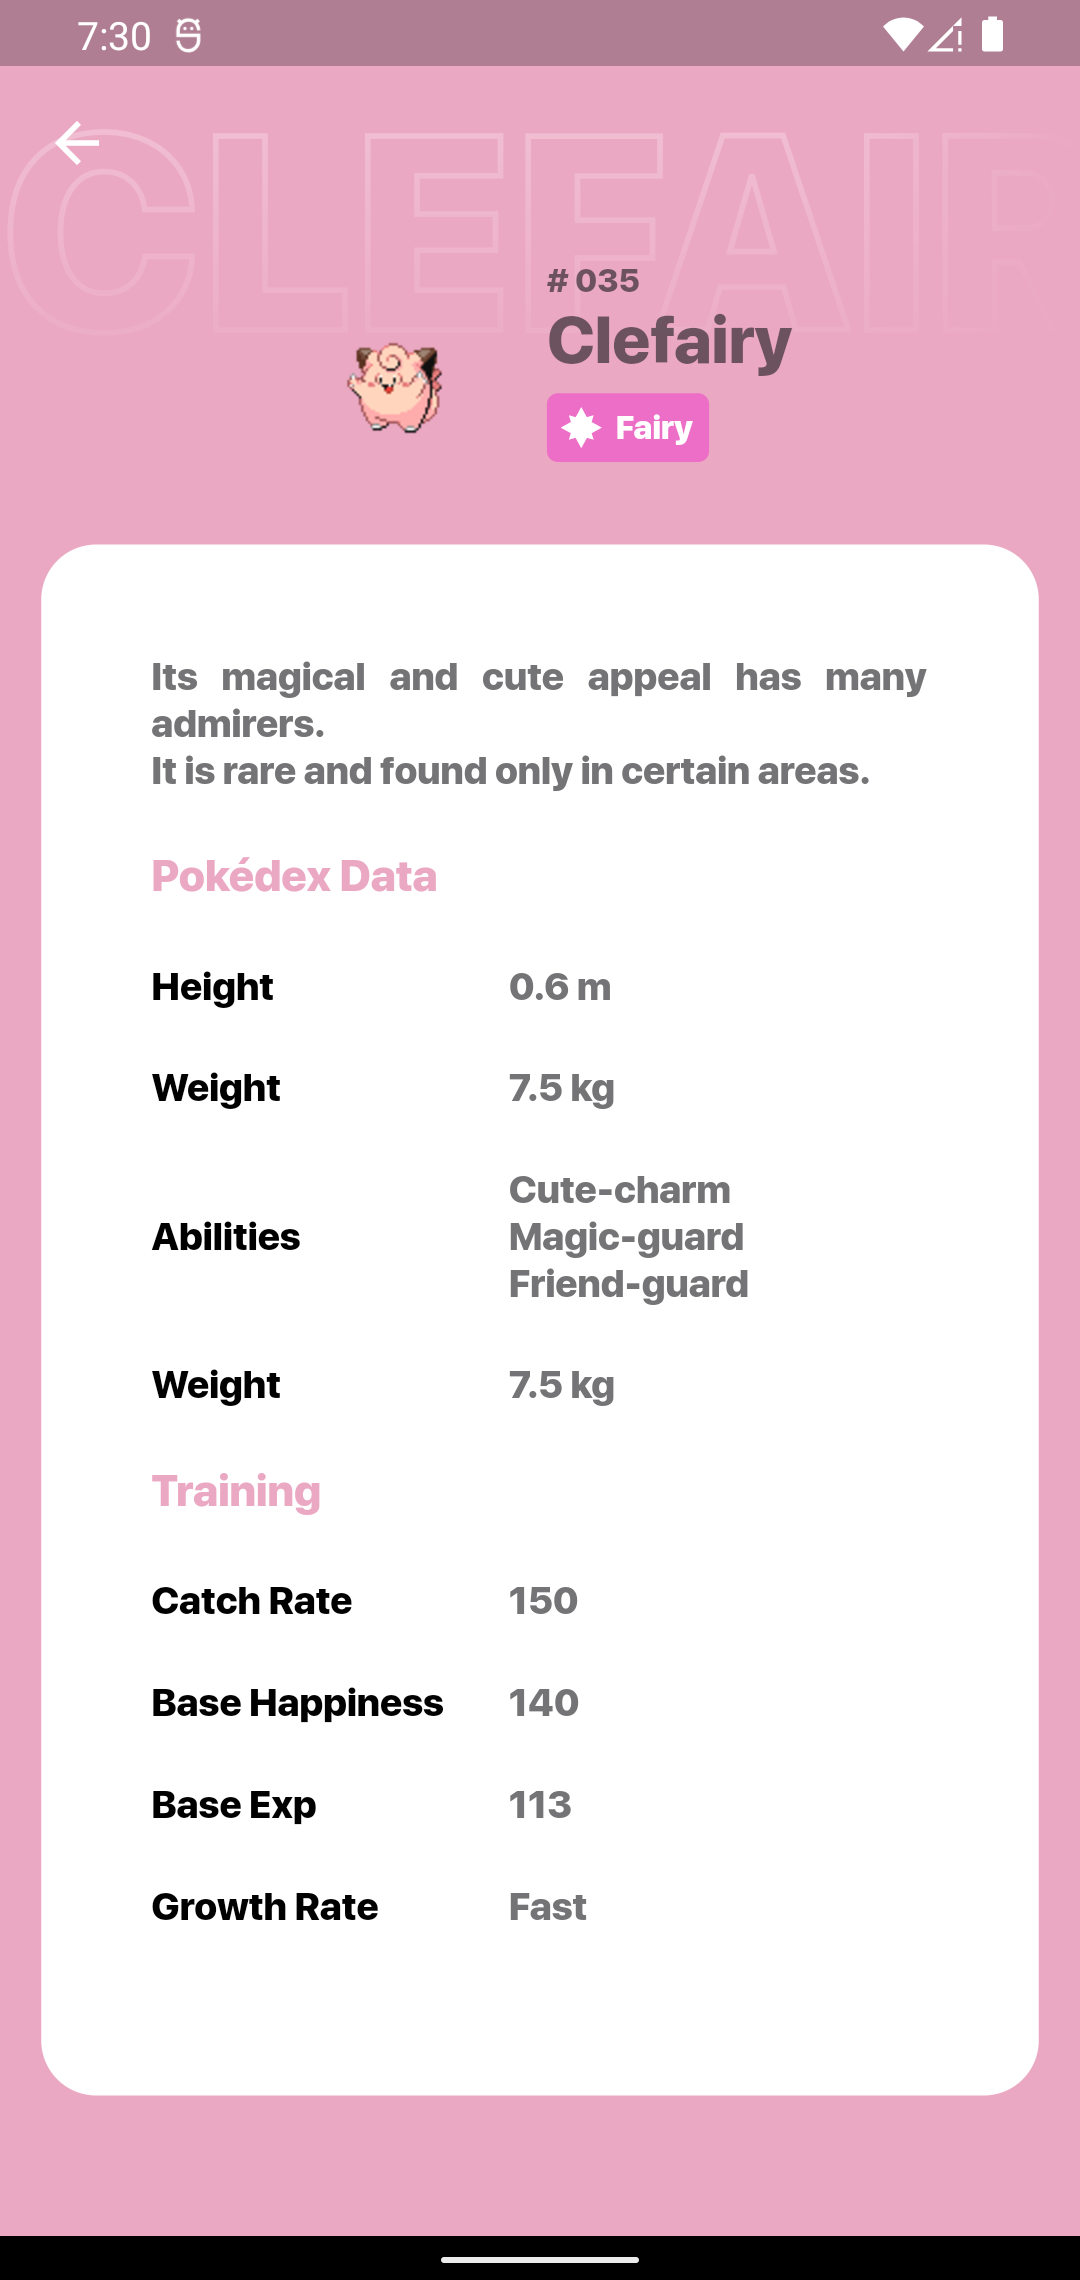 7:30
CLEFAIR
# 035
Clefairy
Fairy
Its magical and cute appeal has many
admirers.
It is rare and found only in certain areas.
Pokédex Data
Height 0.6 m
Weight 7.5 kg
Abilities Cute-charm
Magic-guard
Friend-guard
Weight 7.5 kg
Training
Catch Rate 150
Base Happiness 140
Base Exp 113
Growth Rate Fast